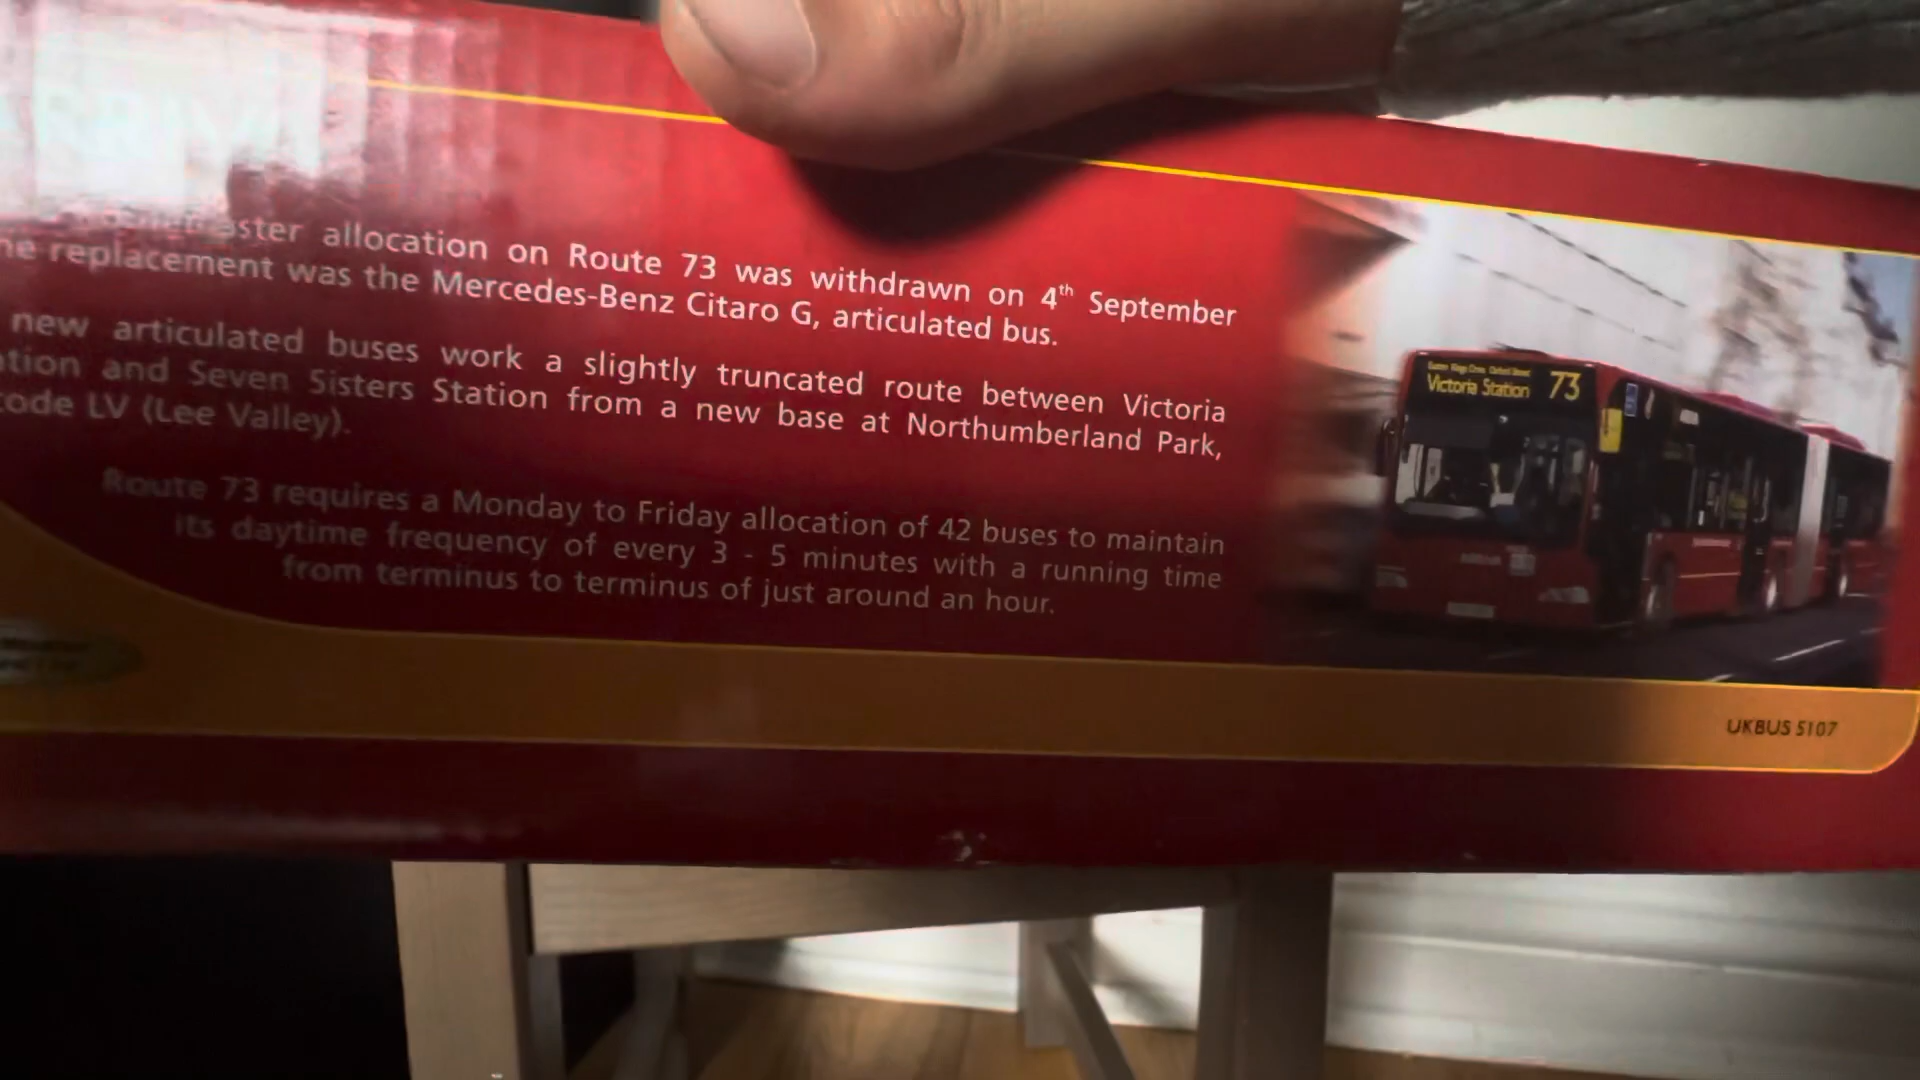 ARRIVA
allocation on Route 73 was withdrawn on 4th September
replacement was the Mercedes-Benz Citaro G, articulated bus.
new articulated buses work a slightly truncated route between Victoria
and Seven Sisters Station from a new base at Northumberland Park,
code LV (Lee Valley).
Route 73 requires a Monday to Friday allocation of 42 buses to maintain
its daytime frequency of every 3 - 5 minutes with a running time
from terminus to terminus of just around an hour.
Victoria Station 73
UKBUS 5107